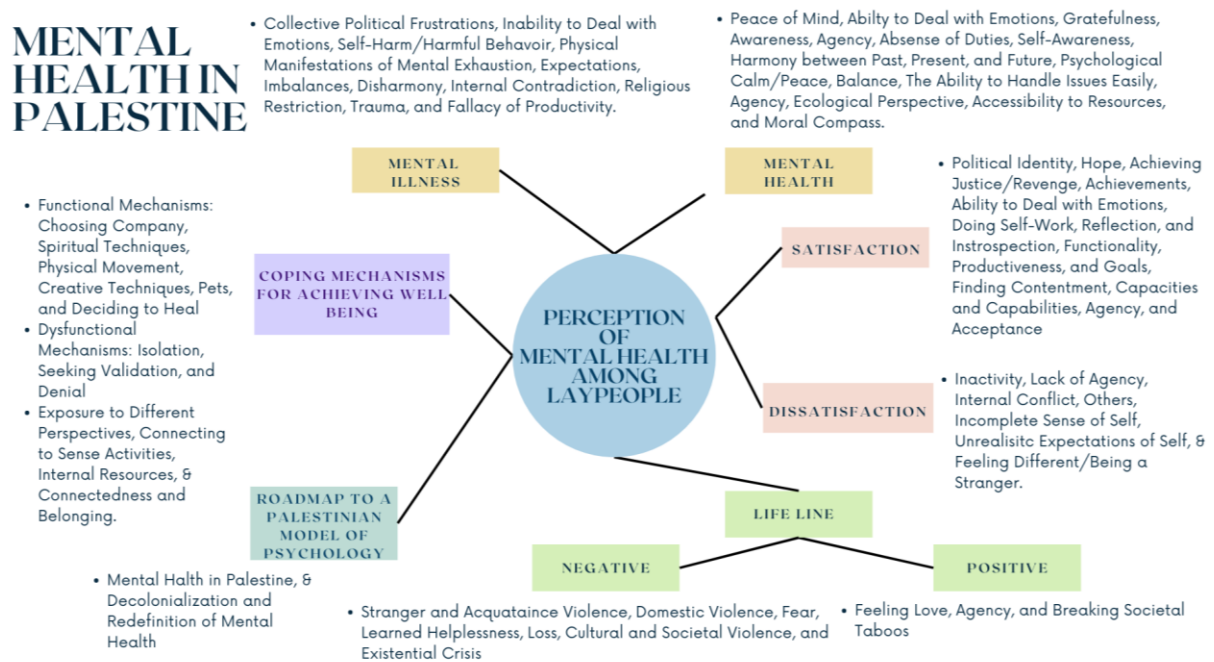 MENTAL
HEALTH IN
PALESTINE
• Collective Political Frustrations, Inability to Deal with
Emotions, Self-Harm/Harmful Behavoir, Physical
Manifestations of Mental Exhaustion, Expectations,
Imbalances, Disharmony, Internal Contradiction, Religious
Restriction, Trauma, and Fallacy of Productivity.
• Peace of Mind, Abilty to Deal with Emotions, Gratefulness,
Awareness, Agency, Absense of Duties, Self-Awareness,
Harmony between Past, Present, and Future, Psychological
Calm/Peace, Balance, The Ability to Handle Issues Easily,
Agency, Ecological Perspective, Accessibility to Resources,
and Moral Compass.
MENTAL
ILLNESS
MENTAL
HEALTH
• Functional Mechanisms:
Choosing Company,
Spiritual Techniques,
Physical Movement,
Creative Techniques, Pets,
and Deciding to Heal
• Dysfunctional
Mechanisms: Isolation,
Seeking Validation, and
Denial
• Exposure to Different
Perspectives, Connecting
to Sense Activities,
Internal Resources, &
Connectedness and
Belonging.
COPING MECHANISMS
FOR ACHIEVING WELL
BEING
PERCEPTION
OF
MENTAL HEALTH
AMONG
LAYPEOPLE
SATISFACTION
• Political Identity, Hope, Achieving
Justice/Revenge, Achievements,
Ability to Deal with Emotions,
Doing Self-Work, Reflection, and
Instrospection, Functionality,
Productiveness, and Goals,
Finding Contentment, Capacities
and Capabilities, Agency, and
Acceptance
DISSATISFACTION
• Inactivity, Lack of Agency,
Internal Conflict, Others,
Incomplete Sense of Self,
Unrealisitc Expectations of Self, &
Feeling Different/Being a
Stranger.
ROADMAP TO A
PALESTINIAN
MODEL OF
PSYCHOLOGY
• Mental Halth in Palestine, &
Decolonialization and
Redefinition of Mental
Health
LIFE LINE
NEGATIVE
POSITIVE
• Stranger and Acquataince Violence, Domestic Violence, Fear,
Learned Helplessness, Loss, Cultural and Societal Violence, and
Existential Crisis
• Feeling Love, Agency, and Breaking Societal
Taboos